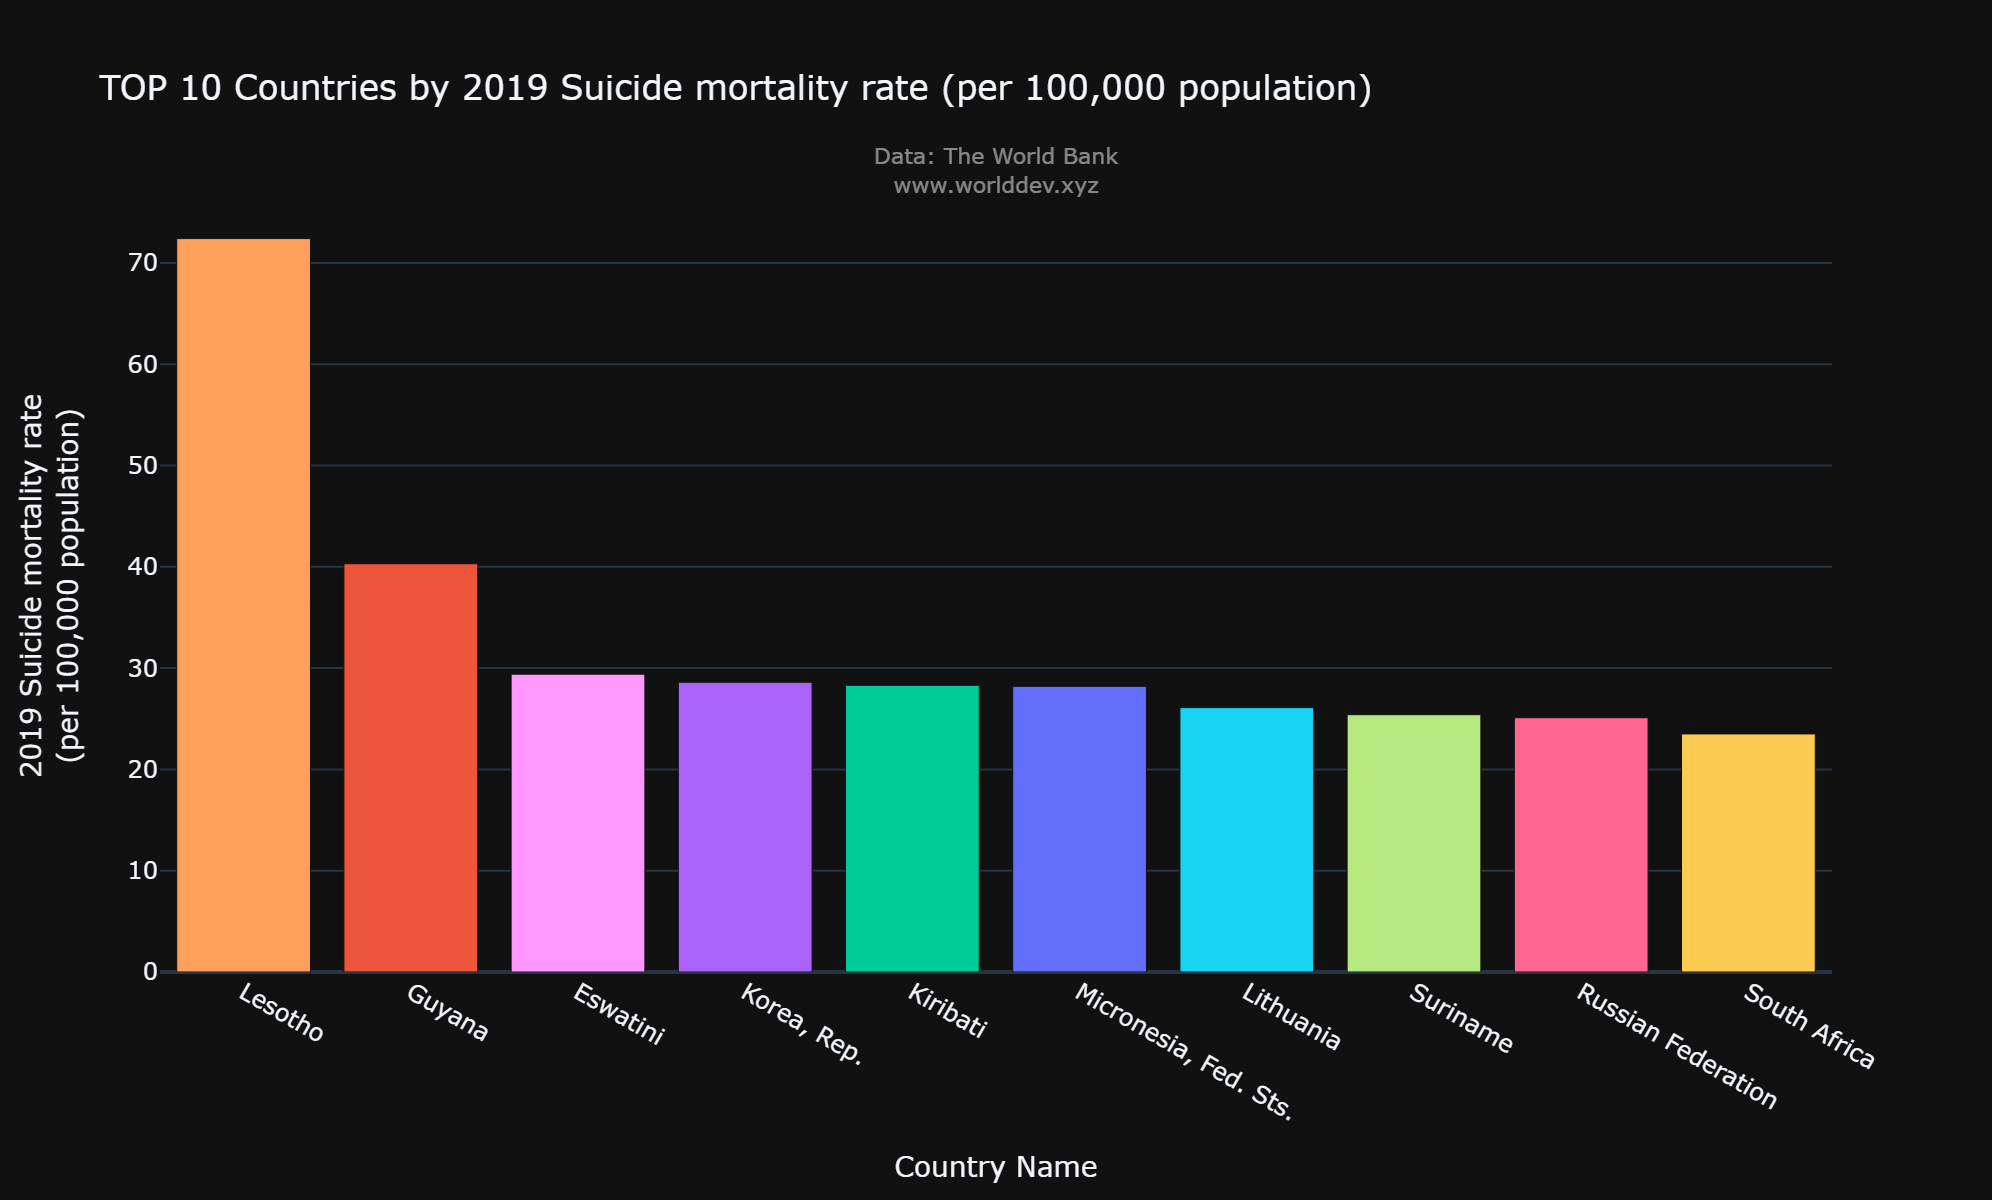 TOP 10 Countries by 2019 Suicide mortality rate (per 100,000 population)
Data: The World Bank
www.worlddev.xyz
2019 Suicide mortality rate
(per 100,000 population)
70
60
50
40
30
20
10
0
Lesotho
Guyana
Eswatini
Korea, Rep.
Kiribati
Micronesia, Fed. Sts.
Lithuania
Suriname
Russian Federation
South Africa
Country Name